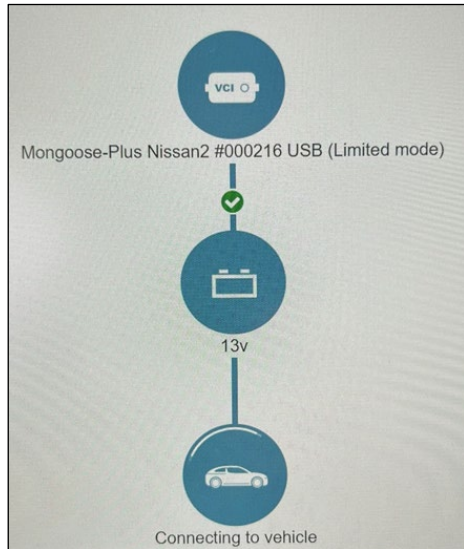 VCI
Mongoose-Plus Nissan2 #000216 USB (Limited mode)
13v
Connecting to vehicle